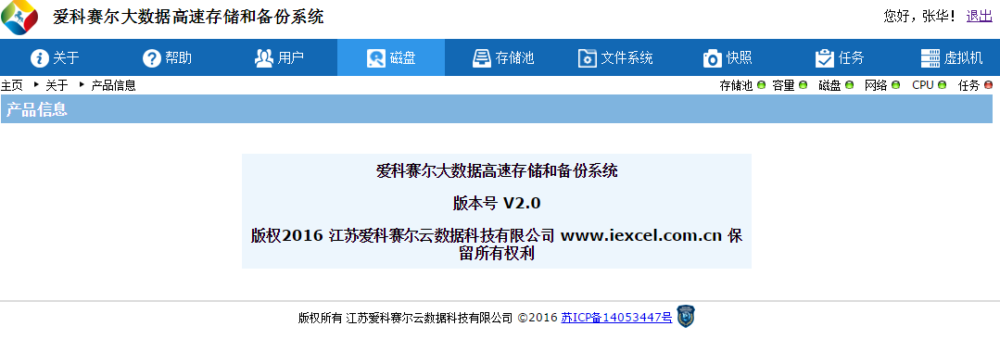 爱科赛尔大数据高速存储和备份系统
您好，张华！ 退出
关于 帮助 用户 磁盘 存储池 文件系统 快照 任务 虚拟机
主页 关于 产品信息
存储池 容量 磁盘 网络 CPU 任务
产品信息
爱科赛尔大数据高速存储和备份系统
版本号 V2.0
版权2016 江苏爱科赛尔云数据科技有限公司 www.iexcel.com.cn 保
留所有权利
版权所有 江苏爱科赛尔云数据科技有限公司 ©2016 苏ICP备14053447号